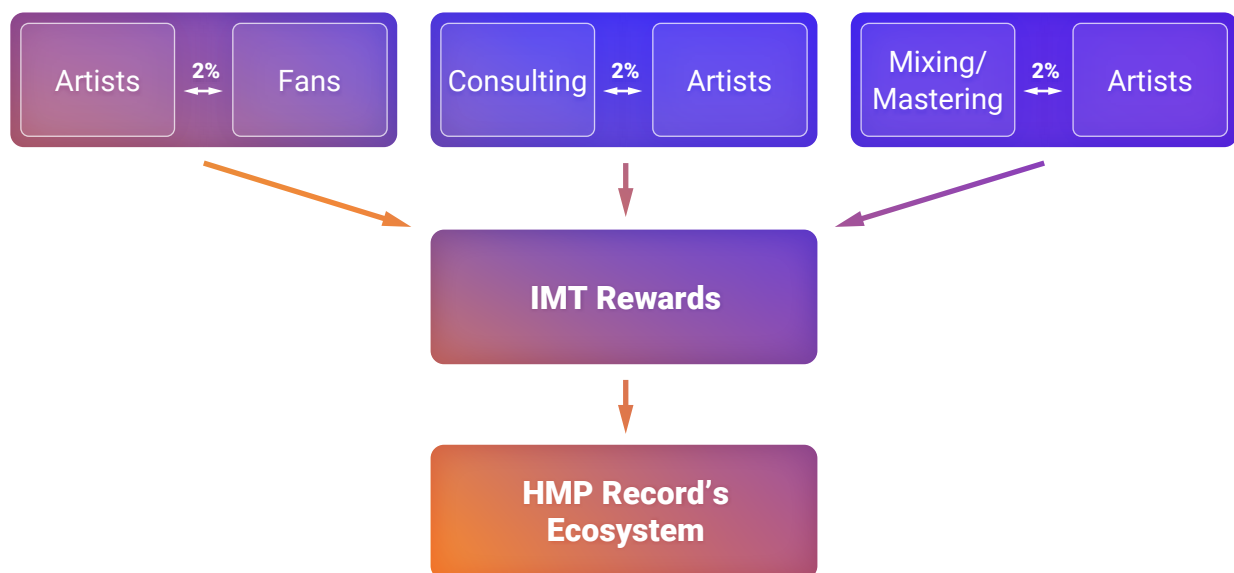 Artists
2%
Fans
Consulting
2%
Artists
Mixing/
Mastering
2%
Artists
IMT Rewards
HMP Record’s
Ecosystem